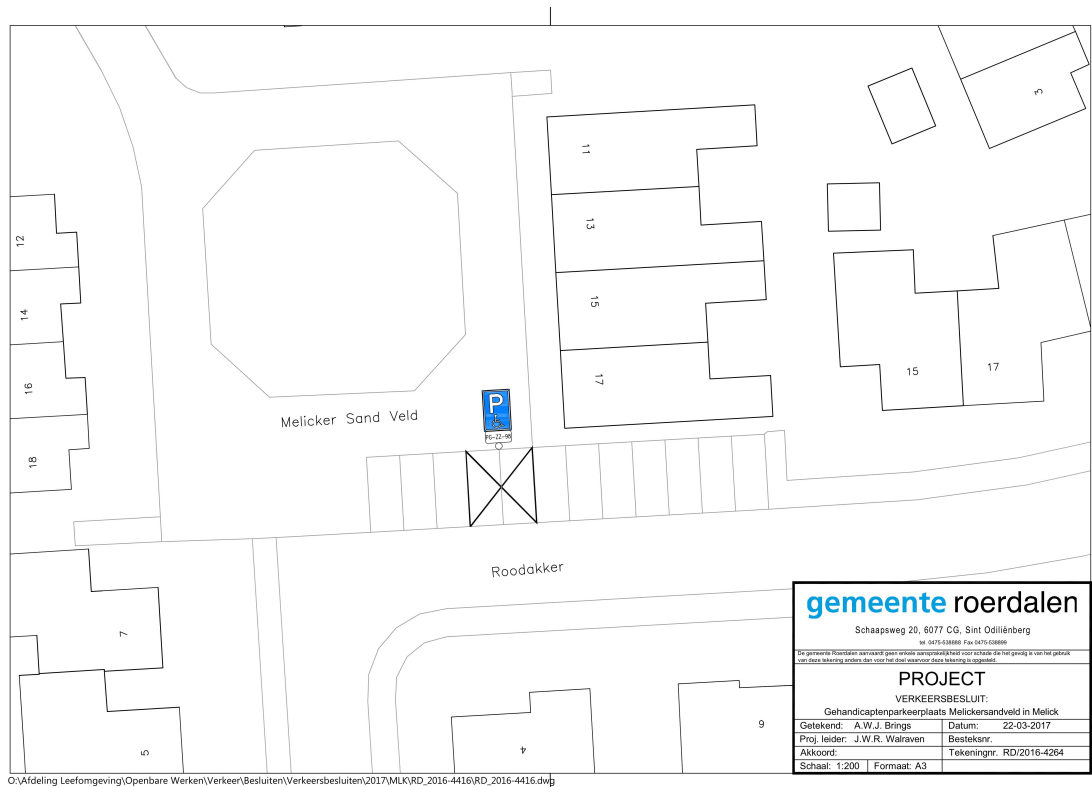 11
3
13
12
14
15
16
17
15
17
P
Melicker Sand Veld
PG-ZZ-98
18
Roodakker
7
5
4
9
gemeente roerdalen
Schaapsweg 20, 6077 CG, Sint Odiliënberg
tel. 0475-538888 Fax 0475-538899
De gemeente Roerdalen aanvaardt geen enkele aansprakelijkheid voor schade die het gevolg is van het gebruik
van deze tekening anders dan voor het doel waarvoor deze tekening is opgesteld.
PROJECT
VERKEERSBESLUIT:
Gehandicaptenparkeerplaats Melickersandveld in Melick
Getekend: A.W.J. Brings Datum: 22-03-2017
Proj. leider: J.W.R. Walraven Besteksnr.
Akkoord: Tekeningnr. RD/2016-4264
Schaal: 1:200 Formaat: A3
O:\Afdeling Leefomgeving\Openbare Werken\Verkeer\Besluiten\Verkeersbesluiten\2017\MLK\RD_2016-4416\RD_2016-4416.dwg